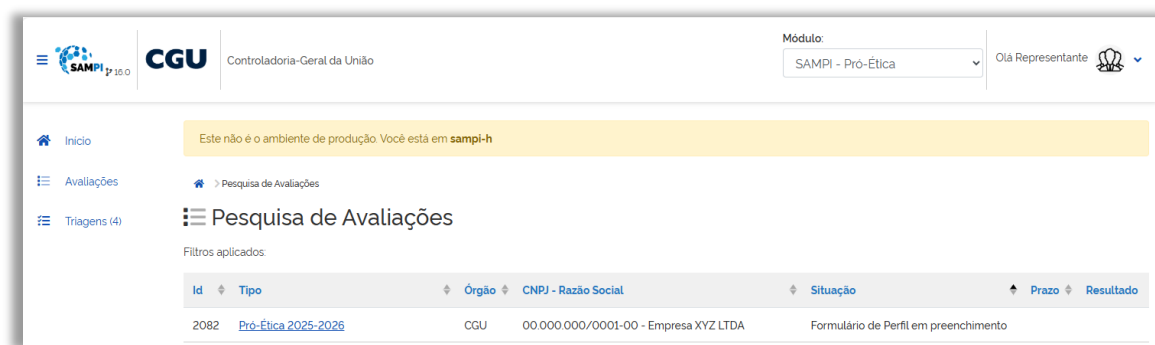 Módulo:
SAMPI 16.0 CGU Controladoria-Geral da União SAMPI - Pró-Ética Olá Representante
Este não é o ambiente de produção. Você está em sampi-h
Início
Avaliações
> Pesquisa de Avaliações
Triagens (4)
Pesquisa de Avaliações
Filtros aplicados:
Id Tipo Órgão CNPJ - Razão Social Situação Prazo Resultado
2082 Pró-Ética 2025-2026 CGU 00.000.000/0001-00 - Empresa XYZ LTDA Formulário de Perfil em preenchimento